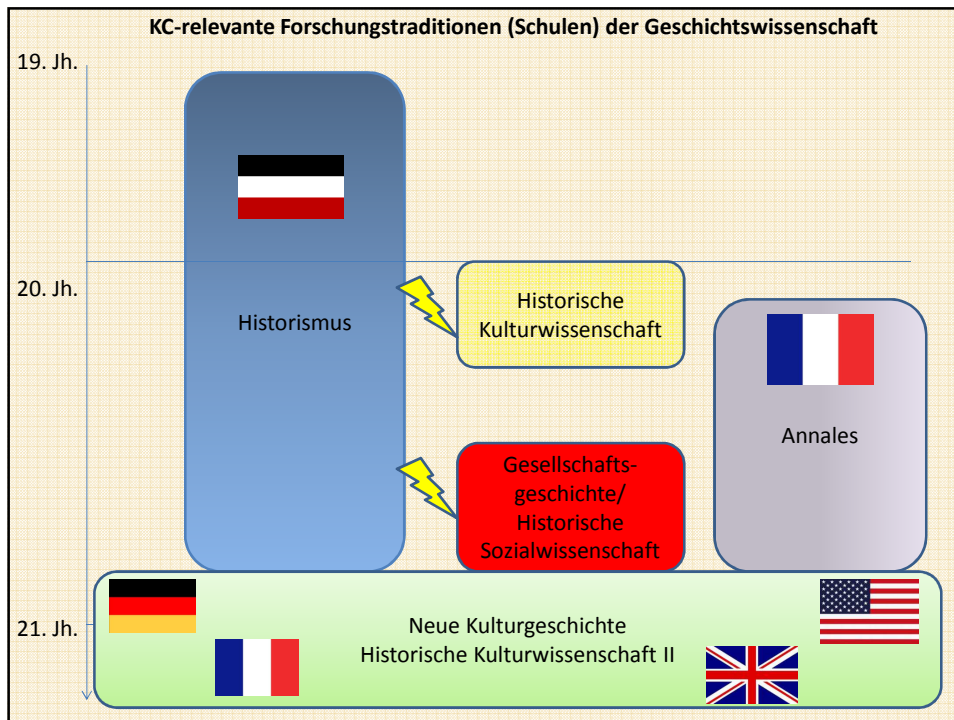 KC-relevante Forschungstraditionen (Schulen) der Geschichtswissenschaft
19. Jh.
20. Jh.
Historismus
Historische
Kulturwissenschaft
Annales
Gesellschafts-
geschichte/
Historische
Sozialwissenschaft
21. Jh.
Neue Kulturgeschichte
Historische Kulturwissenschaft II